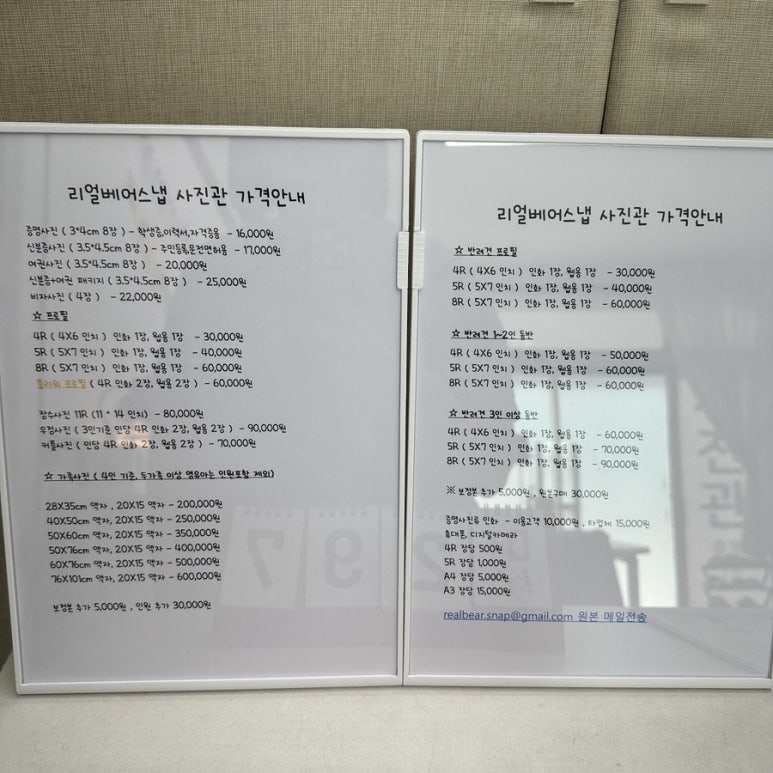 리얼베어스냅 사진관 가격안내
증명사진 ( 3*4cm 8장 ) - 학생증,이력서,자격증용 - 16,000원
신분증사진 ( 3.5*4.5cm 8장 ) - 주민등록,운전면허용 - 17,000원
여권사진 ( 3.5*4.5cm 8장 ) - 20,000원
신분증+여권 패키지 ( 3.5*4.5cm 8장 ) - 25,000원
비자사진 ( 4장 ) - 22,000원
☆ 프로필
4R ( 4X6 인치 ) 인화 1장, 웹용 1장 - 30,000원
5R ( 5X7 인치 ) 인화 1장, 웹용 1장 - 40,000원
8R ( 5X7 인치 ) 인화 1장, 웹용 1장 - 60,000원
플라워 프로필 ( 4R 인화 2장, 웹용 2장 ) - 60,000원
장수사진 11R (11 * 14 인치) - 80,000원
우정사진 ( 3인기준 인당 4R 인화 2장, 웹용 2장 ) - 90,000원
커플사진 ( 인당 4R 인화 2장, 웹용 2장 ) - 70,000원
☆ 가족사진 ( 4인 기준, 두가족 이상 영유아는 인원포함 제외)
28X35cm 액자 , 20X15 액자 - 200,000원
40X50cm 액자, 20X15 액자 - 250,000원
50X60cm 액자, 20X15 액자 - 350,000원
50X76cm 액자, 20X15 액자 - 400,000원
60X76cm 액자, 20X15 액자 - 500,000원
76X101cm 액자, 20X15 액자 - 600,000원
보정본 추가 5,000원 , 인원 추가 30,000원
리얼베어스냅 사진관 가격안내
☆ 반려견 프로필
4R ( 4X6 인치 ) 인화 1장, 웹용 1장 - 30,000원
5R ( 5X7 인치 ) 인화 1장, 웹용 1장 - 40,000원
8R ( 5X7 인치 ) 인화 1장, 웹용 1장 - 60,000원
☆ 반려견 1~2인 동반
4R ( 4X6 인치 ) 인화 1장, 웹용 1장 - 50,000원
5R ( 5X7 인치 ) 인화 1장, 웹용 1장 - 60,000원
8R ( 5X7 인치 ) 인화 1장, 웹용 1장 - 60,000원
☆ 반려견 3인 이상 동반
4R ( 4X6 인치 ) 인화 1장, 웹용 1장 - 60,000원
5R ( 5X7 인치 ) 인화 1장, 웹용 1장 - 70,000원
8R ( 5X7 인치 ) 인화 1장, 웹용 1장 - 90,000원
※ 보정본 추가 5,000원 , 원본구매 30,000원
증명사진류 인화 - 이용고객 10,000원 , 타업체 15,000원
휴대폰, 디지털카메라
4R 장당 500원
5R 장당 1,000원
A4 장당 5,000원
A3 장당 15,000원
realbear.snap@gmail.com 원본 메일전송